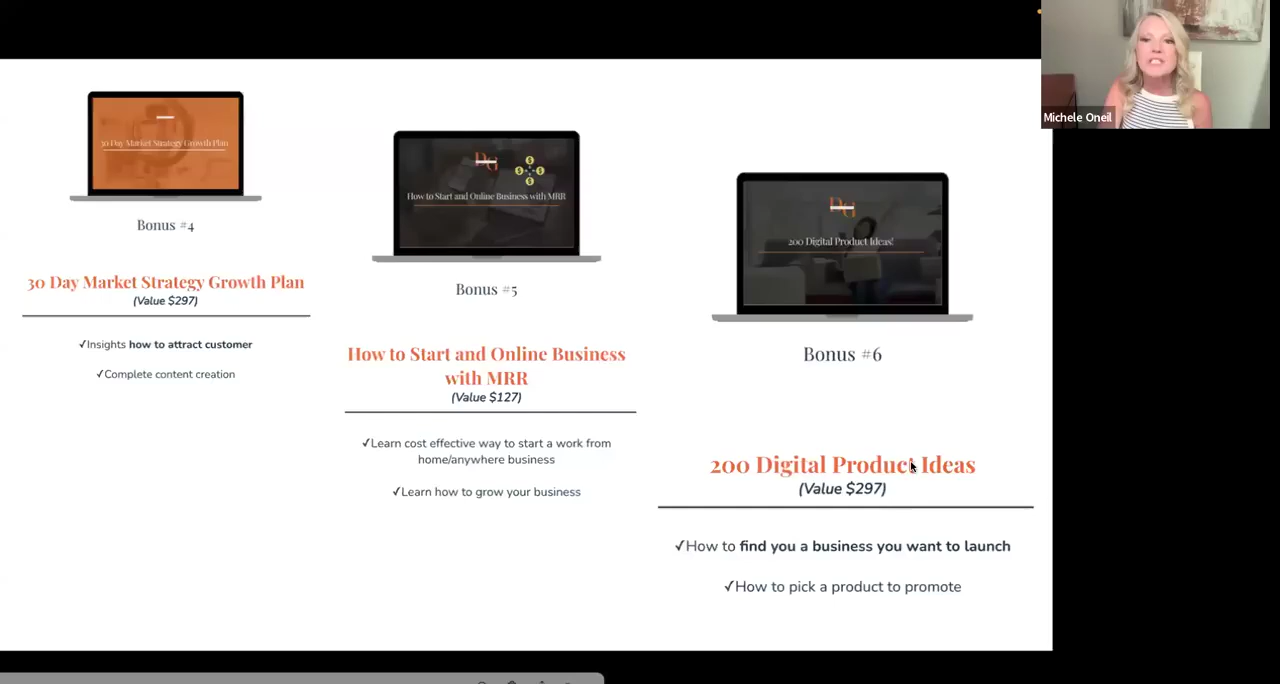 Michele Oneil
30 Day Market Strategy Growth Plan
Bonus #4
30 Day Market Strategy Growth Plan
(Value $297)
✓Insights how to attract customer
✓Complete content creation
DG
How to Start and Online Business with MRR
Bonus #5
How to Start and Online Business
with MRR
(Value $127)
✓Learn cost effective way to start a work from
home/anywhere business
✓Learn how to grow your business
DG
200 Digital Product Ideas!
Bonus #6
200 Digital Product Ideas
(Value $297)
✓How to find you a business you want to launch
✓How to pick a product to promote